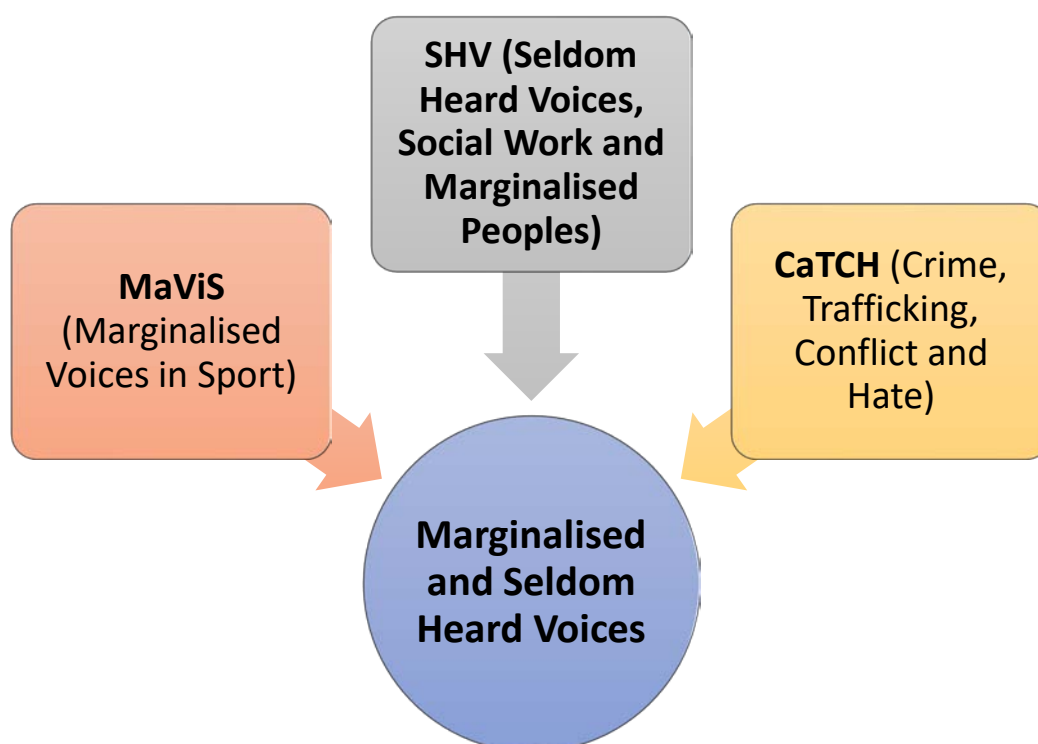 SHV (Seldom
Heard Voices,
Social Work and
Marginalised
Peoples)
MaViS
(Marginalised
Voices in Sport)
CaTCH (Crime,
Trafficking,
Conflict and
Hate)
Marginalised
and Seldom
Heard Voices